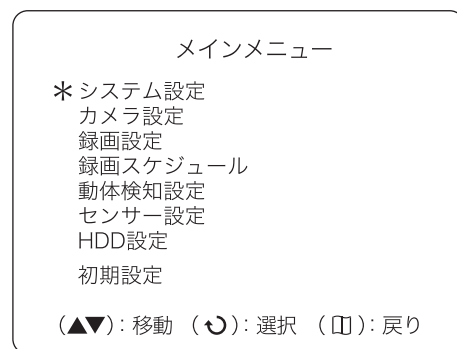 メインメニュー
＊システム設定
カメラ設定
録画設定
録画スケジュール
動体検知設定
センサー設定
HDD設定
初期設定
(▲▼)：移動 (↻)：選択 (▯▯)：戻り